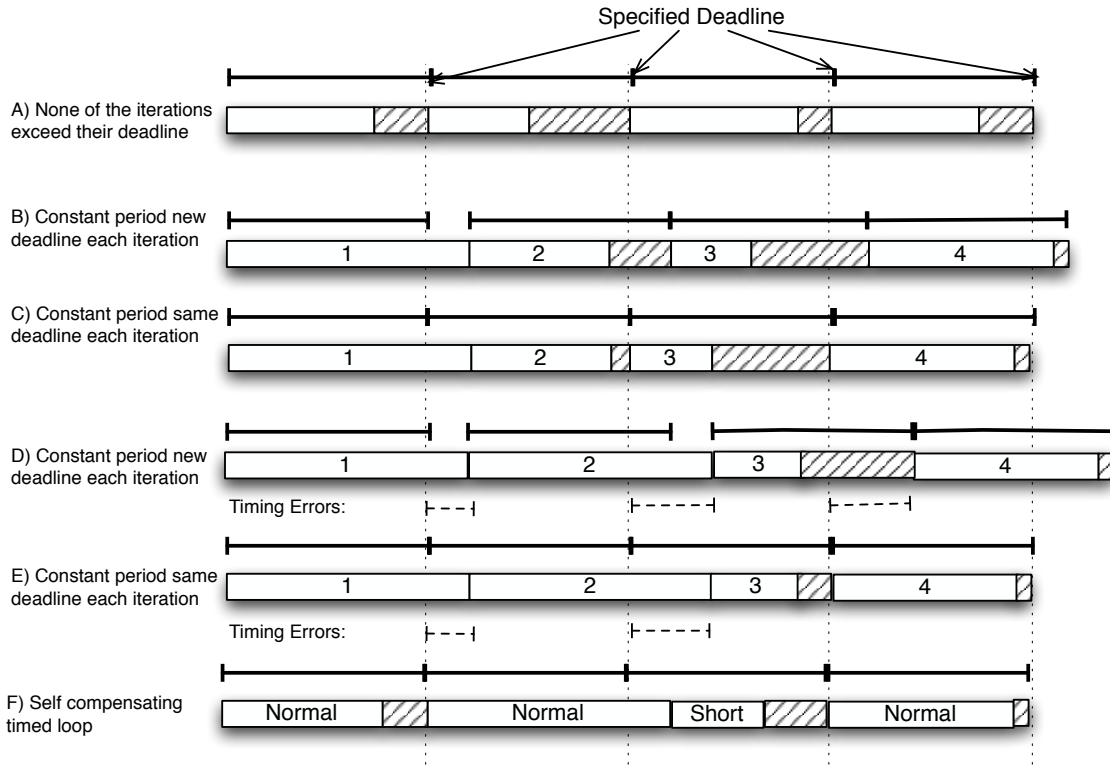 Specified Deadline
A) None of the iterations
exceed their deadline
B) Constant period new
deadline each iteration
1 2 3 4
C) Constant period same
deadline each iteration
1 2 3 4
D) Constant period new
deadline each iteration
1 2 3 4
Timing Errors:
E) Constant period same
deadline each iteration
1 2 3 4
Timing Errors:
F) Self compensating
timed loop
Normal Normal Short Normal